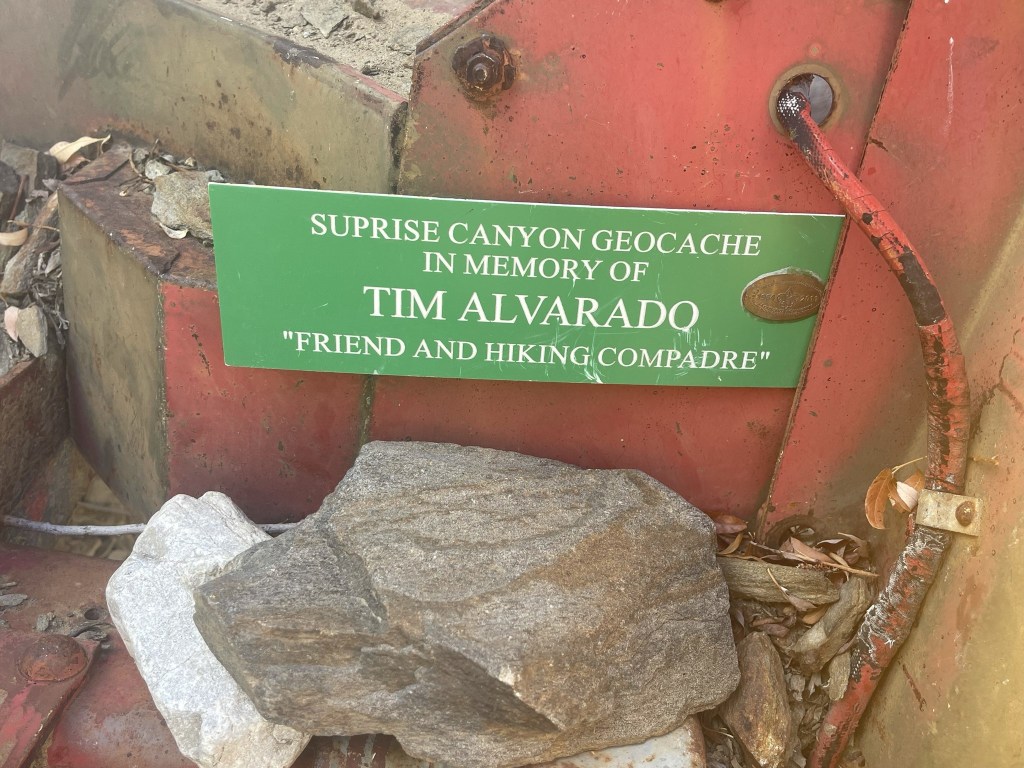 SUPRISE CANYON GEOCACHE
IN MEMORY OF
TIM ALVARADO
"FRIEND AND HIKING COMPADRE"